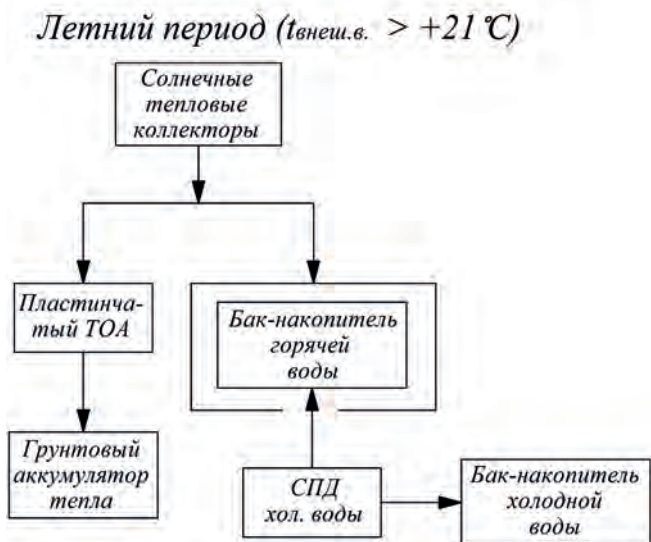 Летний период (tвнеш.в. > +21℃)
Солнечные
тепловые
коллекторы
Пластинча-
тый ТОА
Бак-накопитель
горячей
воды
Грунтовый
аккумулятор
тепла
СПД
хол. воды
Бак-накопитель
холодной
воды